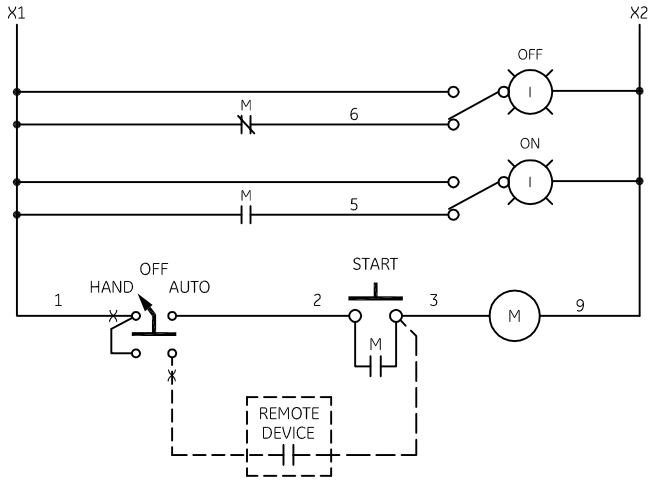 X1 X2
OFF
M I
6
ON
M I
5
OFF START
HAND AUTO
1 2 3 M 9
M
REMOTE
DEVICE